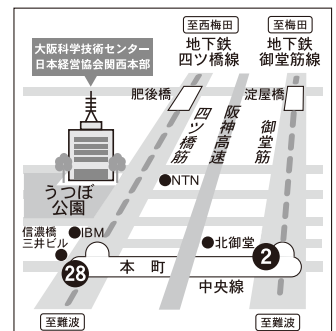 至西梅田
至梅田
地下鉄
四ツ橋線
地下鉄
御堂筋線
大阪科学技術センター
日本経営協会関西本部
肥後橋
淀屋橋
四ツ橋筋
阪神高速
御堂筋
うつぼ
公園
●NTN
信濃橋
三井ビル
●IBM
●北御堂
28
本町
2
中央線
至難波
至難波